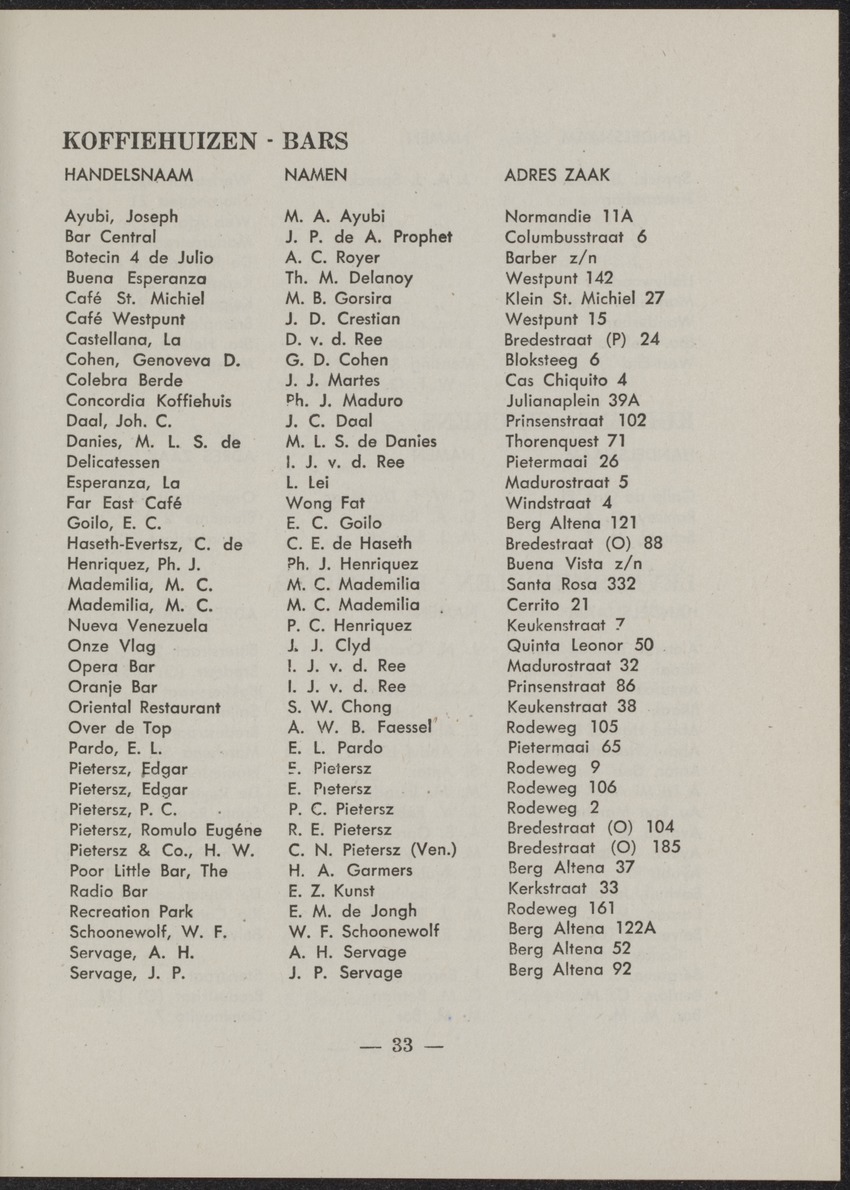 KOFFIEHUIZEN - BARS
HANDELSNAAM NAMEN ADRES ZAAK
Ayubi, Joseph M. A. Ayubi Normandie 11A
Bar Central J. P. de A. Prophet Columbusstraat 6
Botecin 4 de Julio A. C. Royer Barber z/n
Buena Esperanza Th. M. Delanoy Westpunt 142
Café St. Michiel M. B. Gorsira Klein St. Michiel 27
Café Westpunt J. D. Crestian Westpunt 15
Castellana, La D. v. d. Ree Bredestraat (P) 24
Cohen, Genoveva D. G. D. Cohen Bloksteeg 6
Colebra Berde J. J. Martes Cas Chiquito 4
Concordia Koffiehuis Ph. J. Maduro Julianaplein 39A
Daal, Joh. C. J. C. Daal Prinsenstraat 102
Danies, M. L. S. de M. L. S. de Danies Thorenquest 71
Delicatessen I. J. v. d. Ree Pietermaai 26
Esperanza, La L. Lei Madurostraat 5
Far East Café Wong Fat Windstraat 4
Goilo, E. C. E. C. Goilo Berg Altena 121
Haseth-Evertsz, C. de C. E. de Haseth Bredestraat (O) 88
Henriquez, Ph. J. Ph. J. Henriquez Buena Vista z/n
Mademilia, M. C. M. C. Mademilia Santa Rosa 332
Mademilia, M. C. M. C. Mademilia Cerrito 21
Nueva Venezuela P. C. Henriquez Keukenstraat 7
Onze Vlag J. J. Clyd Quinta Leonor 50
Opera Bar I. J. v. d. Ree Madurostraat 32
Oranje Bar I. J. v. d. Ree Prinsenstraat 86
Oriental Restaurant S. W. Chong Keukenstraat 38
Over de Top A. W. B. Faessel Rodeweg 105
Pardo, E. L. E. L. Pardo Pietermaai 65
Pietersz, Edgar E. Pietersz Rodeweg 9
Pietersz, Edgar E. Pietersz Rodeweg 106
Pietersz, P. C. P. C. Pietersz Rodeweg 2
Pietersz, Romulo Eugéne R. E. Pietersz Bredestraat (O) 104
Pietersz & Co., H. W. C. N. Pietersz (Ven.) Bredestraat (O) 185
Poor Little Bar, The H. A. Garmers Berg Altena 37
Radio Bar E. Z. Kunst Kerkstraat 33
Recreation Park E. M. de Jongh Rodeweg 161
Schoonewolf, W. F. W. F. Schoonewolf Berg Altena 122A
Servage, A. H. A. H. Servage Berg Altena 52
Servage, J. P. J. P. Servage Berg Altena 92
— 33 —